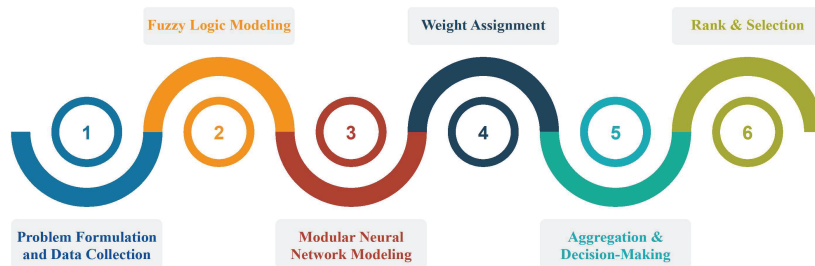 Fuzzy Logic Modeling
Weight Assignment
Rank & Selection
1
2
3
4
5
6
Problem Formulation
and Data Collection
Modular Neural
Network Modeling
Aggregation &
Decision-Making